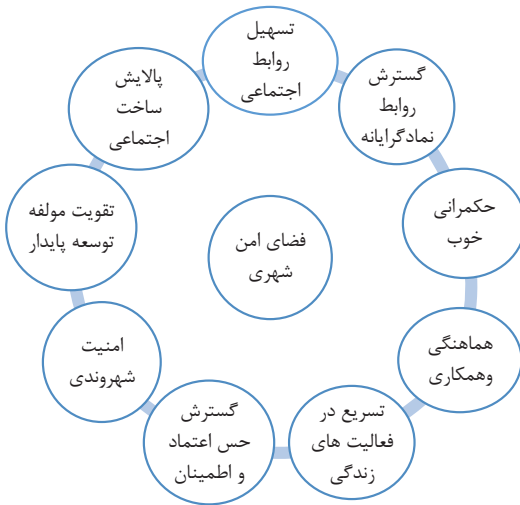 تسهیل
روابط
اجتماعی
گسترش
روابط
نمادگرایانه
حکمرانی
خوب
هماهنگی
وهمکاری
تسریع در
فعالیت های
زندگی
گسترش
حس اعتماد
و اطمینان
امنیت
شهروندی
تقویت مولفه
توسعه پایدار
پالایش
ساخت
اجتماعی
فضای امن
شهری